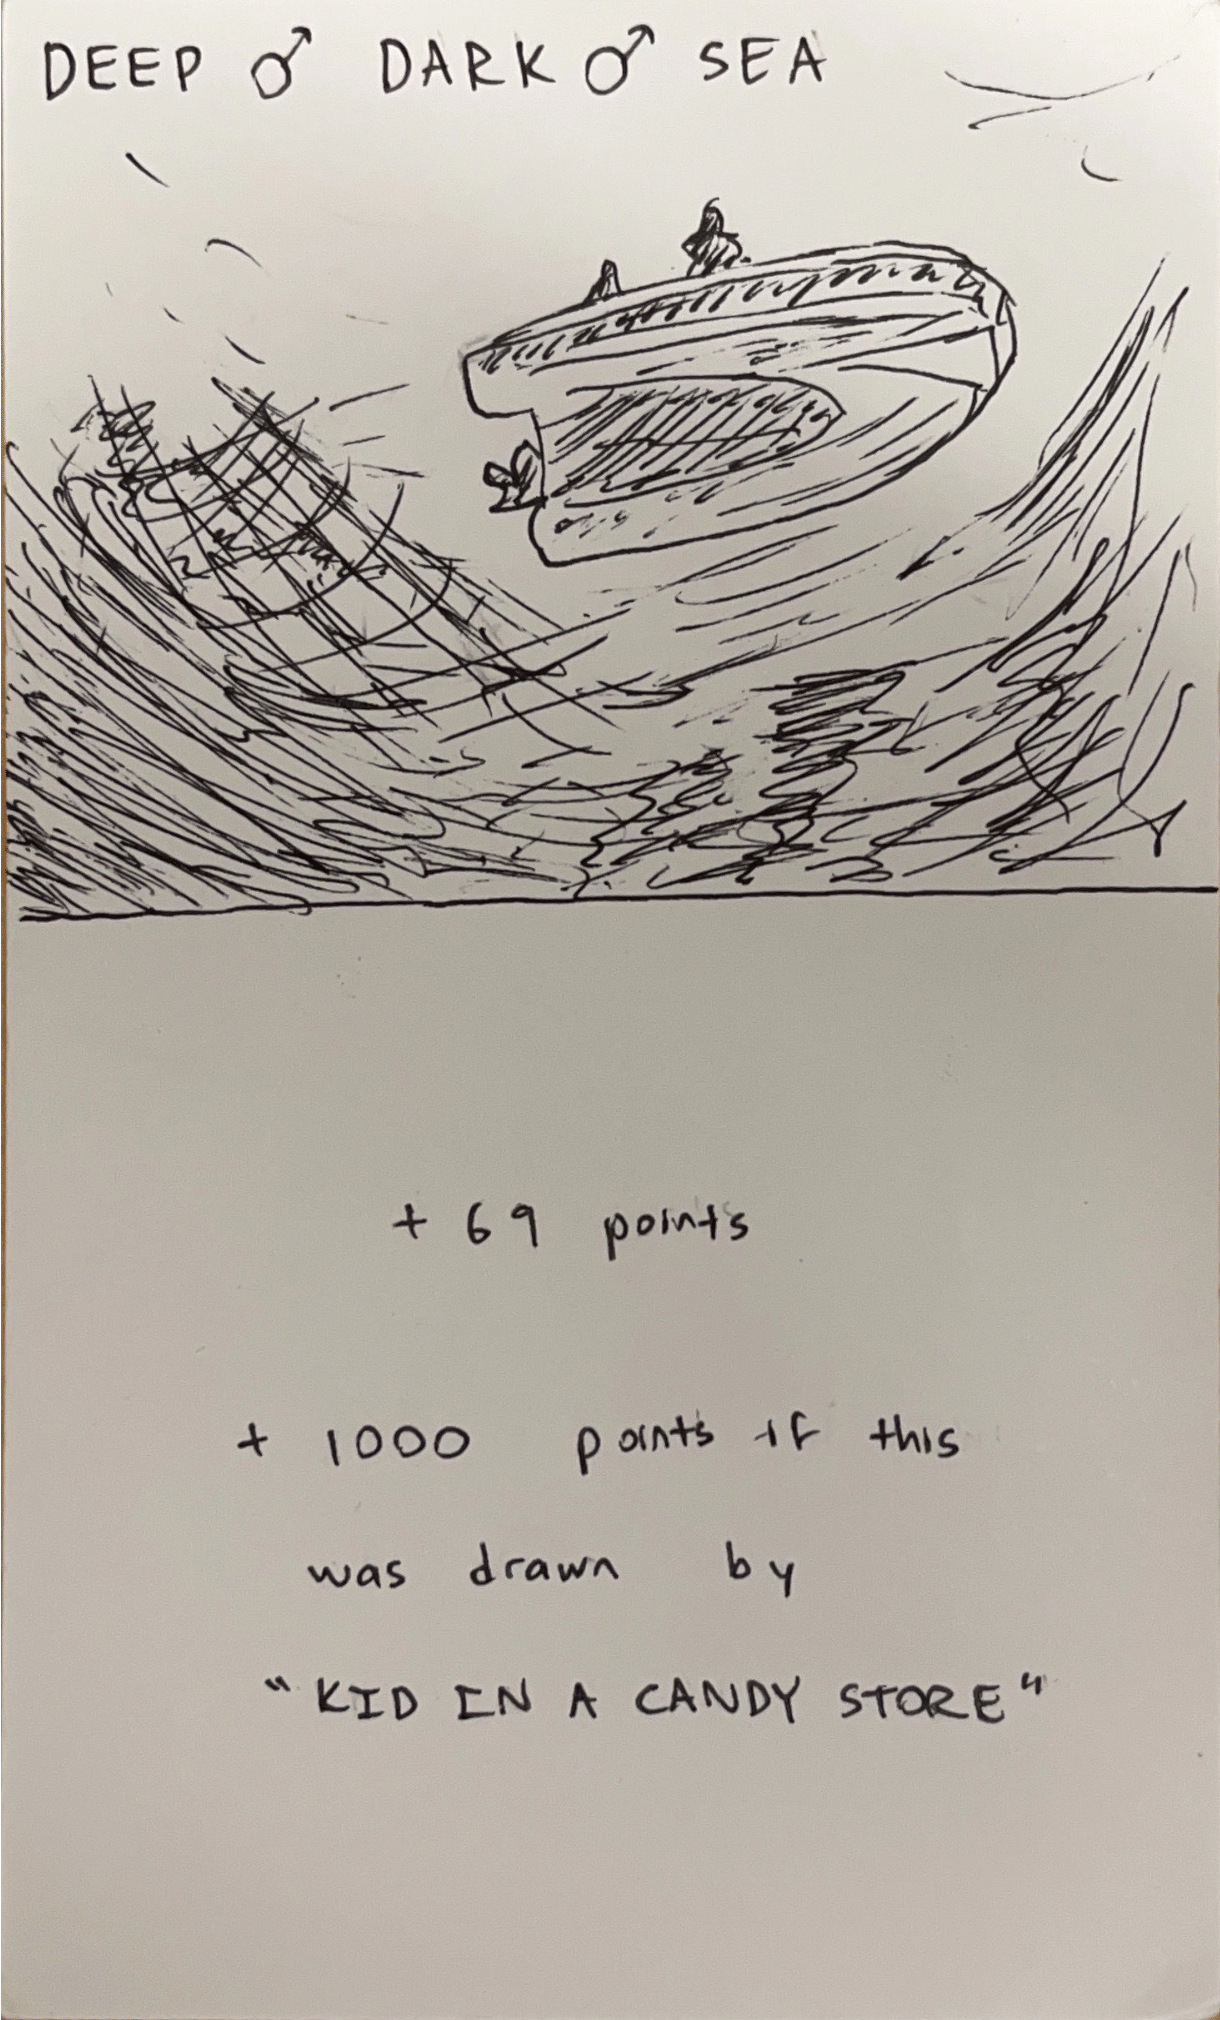 DEEP ♂ DARK ♂ SEA
+ 69 points
+ 1000 points if this
was drawn by
"KID IN A CANDY STORE"